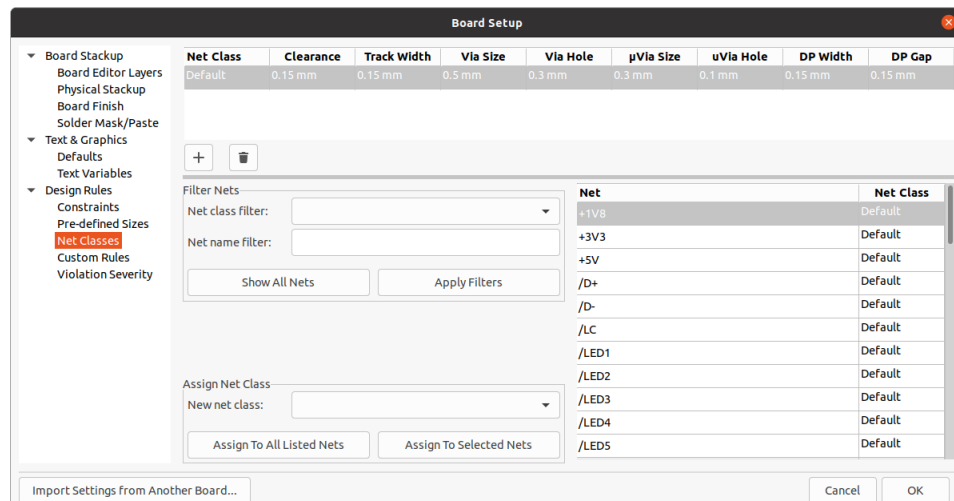 Board Setup
Board Stackup
Board Editor Layers
Physical Stackup
Board Finish
Solder Mask/Paste
Text & Graphics
Defaults
Text Variables
Design Rules
Constraints
Pre-defined Sizes
Net Classes
Custom Rules
Violation Severity
Net Class Clearance Track Width Via Size Via Hole µVia Size uVia Hole DP Width DP Gap
Default 0.15 mm 0.15 mm 0.5 mm 0.3 mm 0.3 mm 0.1 mm 0.15 mm 0.15 mm
Filter Nets
Net class filter:
Net name filter:
Show All Nets Apply Filters
Assign Net Class
New net class:
Assign To All Listed Nets Assign To Selected Nets
Net Net Class
+1V8 Default
+3V3 Default
+5V Default
/D+ Default
/D- Default
/LC Default
/LED1 Default
/LED2 Default
/LED3 Default
/LED4 Default
/LED5 Default
Import Settings from Another Board... Cancel OK